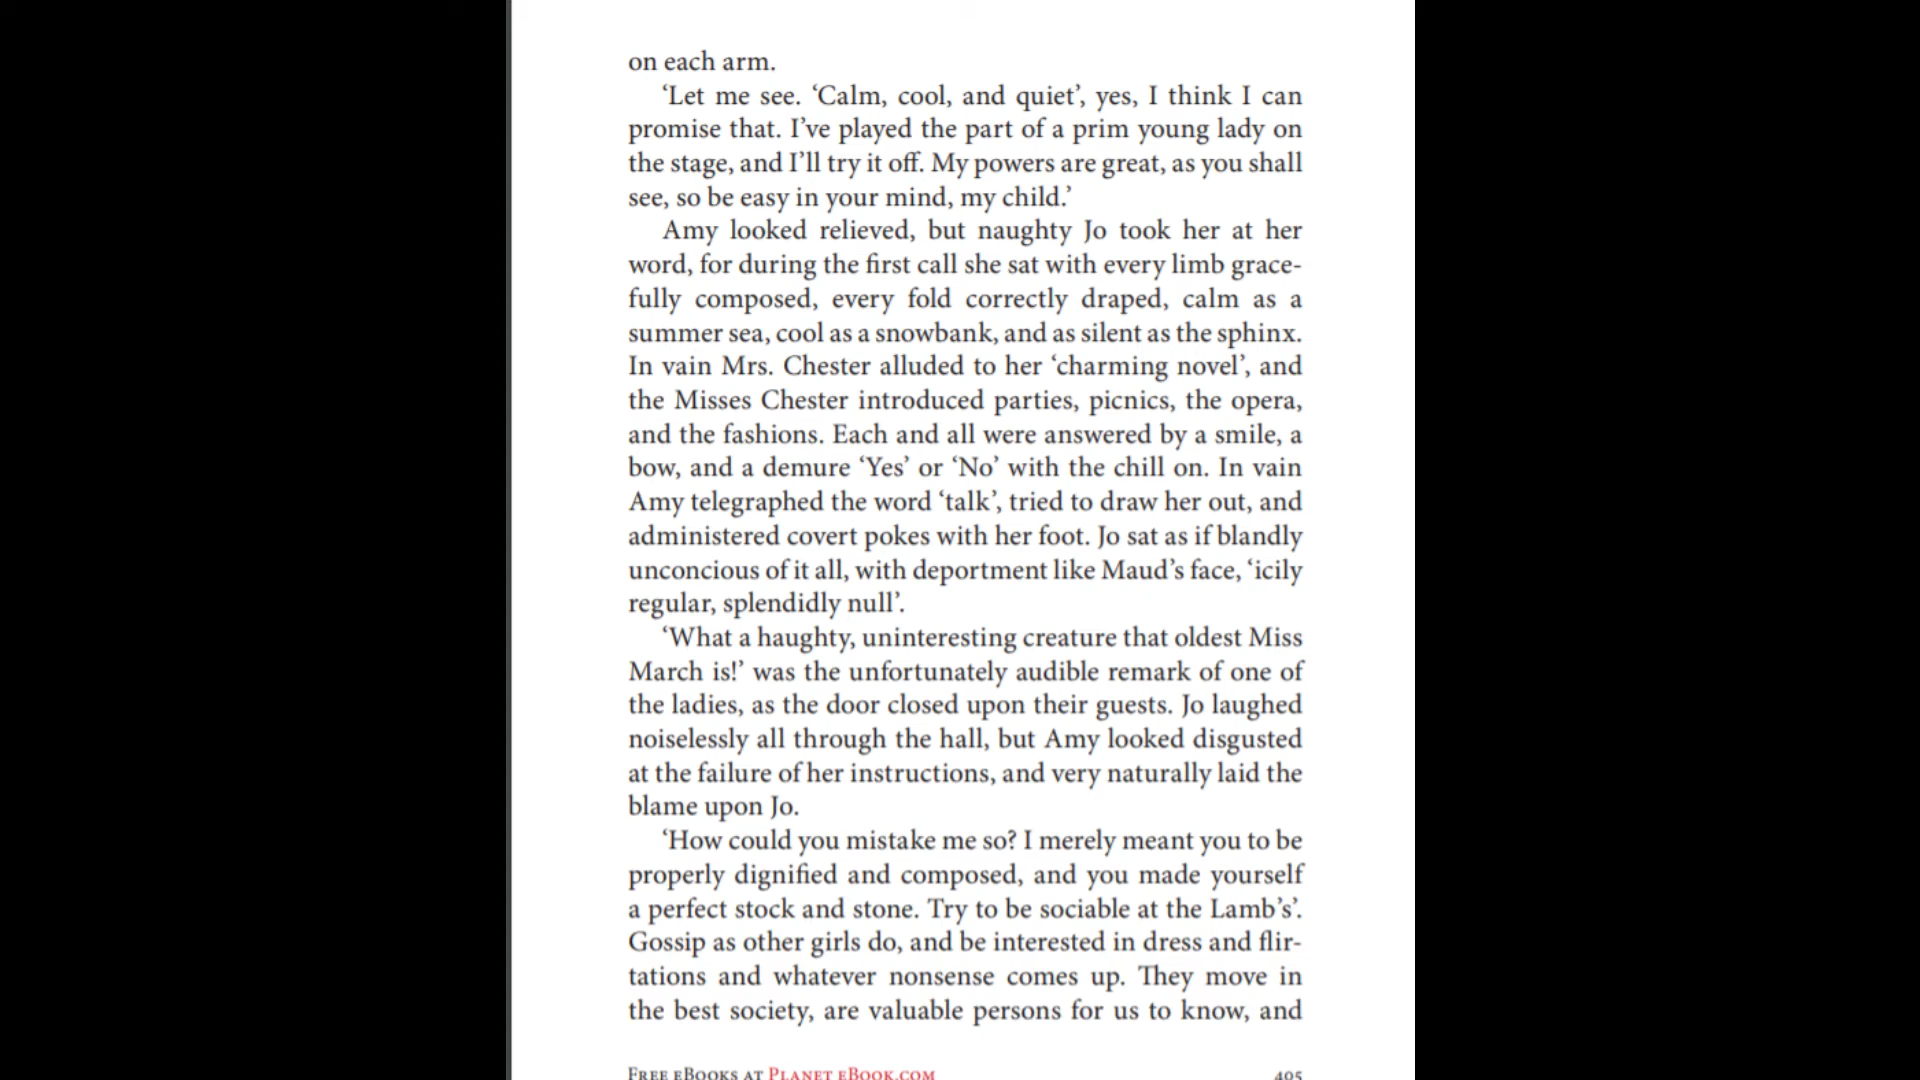 on each arm.
‘Let me see. ‘Calm, cool, and quiet’, yes, I think I can
promise that. I’ve played the part of a prim young lady on
the stage, and I’ll try it off. My powers are great, as you shall
see, so be easy in your mind, my child.’
Amy looked relieved, but naughty Jo took her at her
word, for during the first call she sat with every limb grace-
fully composed, every fold correctly draped, calm as a
summer sea, cool as a snowbank, and as silent as the sphinx.
In vain Mrs. Chester alluded to her ‘charming novel’, and
the Misses Chester introduced parties, picnics, the opera,
and the fashions. Each and all were answered by a smile, a
bow, and a demure ‘Yes’ or ‘No’ with the chill on. In vain
Amy telegraphed the word ‘talk’, tried to draw her out, and
administered covert pokes with her foot. Jo sat as if blandly
unconcious of it all, with deportment like Maud’s face, ‘icily
regular, splendidly null’.
‘What a haughty, uninteresting creature that oldest Miss
March is!’ was the unfortunately audible remark of one of
the ladies, as the door closed upon their guests. Jo laughed
noiselessly all through the hall, but Amy looked disgusted
at the failure of her instructions, and very naturally laid the
blame upon Jo.
‘How could you mistake me so? I merely meant you to be
properly dignified and composed, and you made yourself
a perfect stock and stone. Try to be sociable at the Lamb’s’.
Gossip as other girls do, and be interested in dress and flir-
tations and whatever nonsense comes up. They move in
the best society, are valuable persons for us to know, and
Free eBooks at Planet eBook.com 405